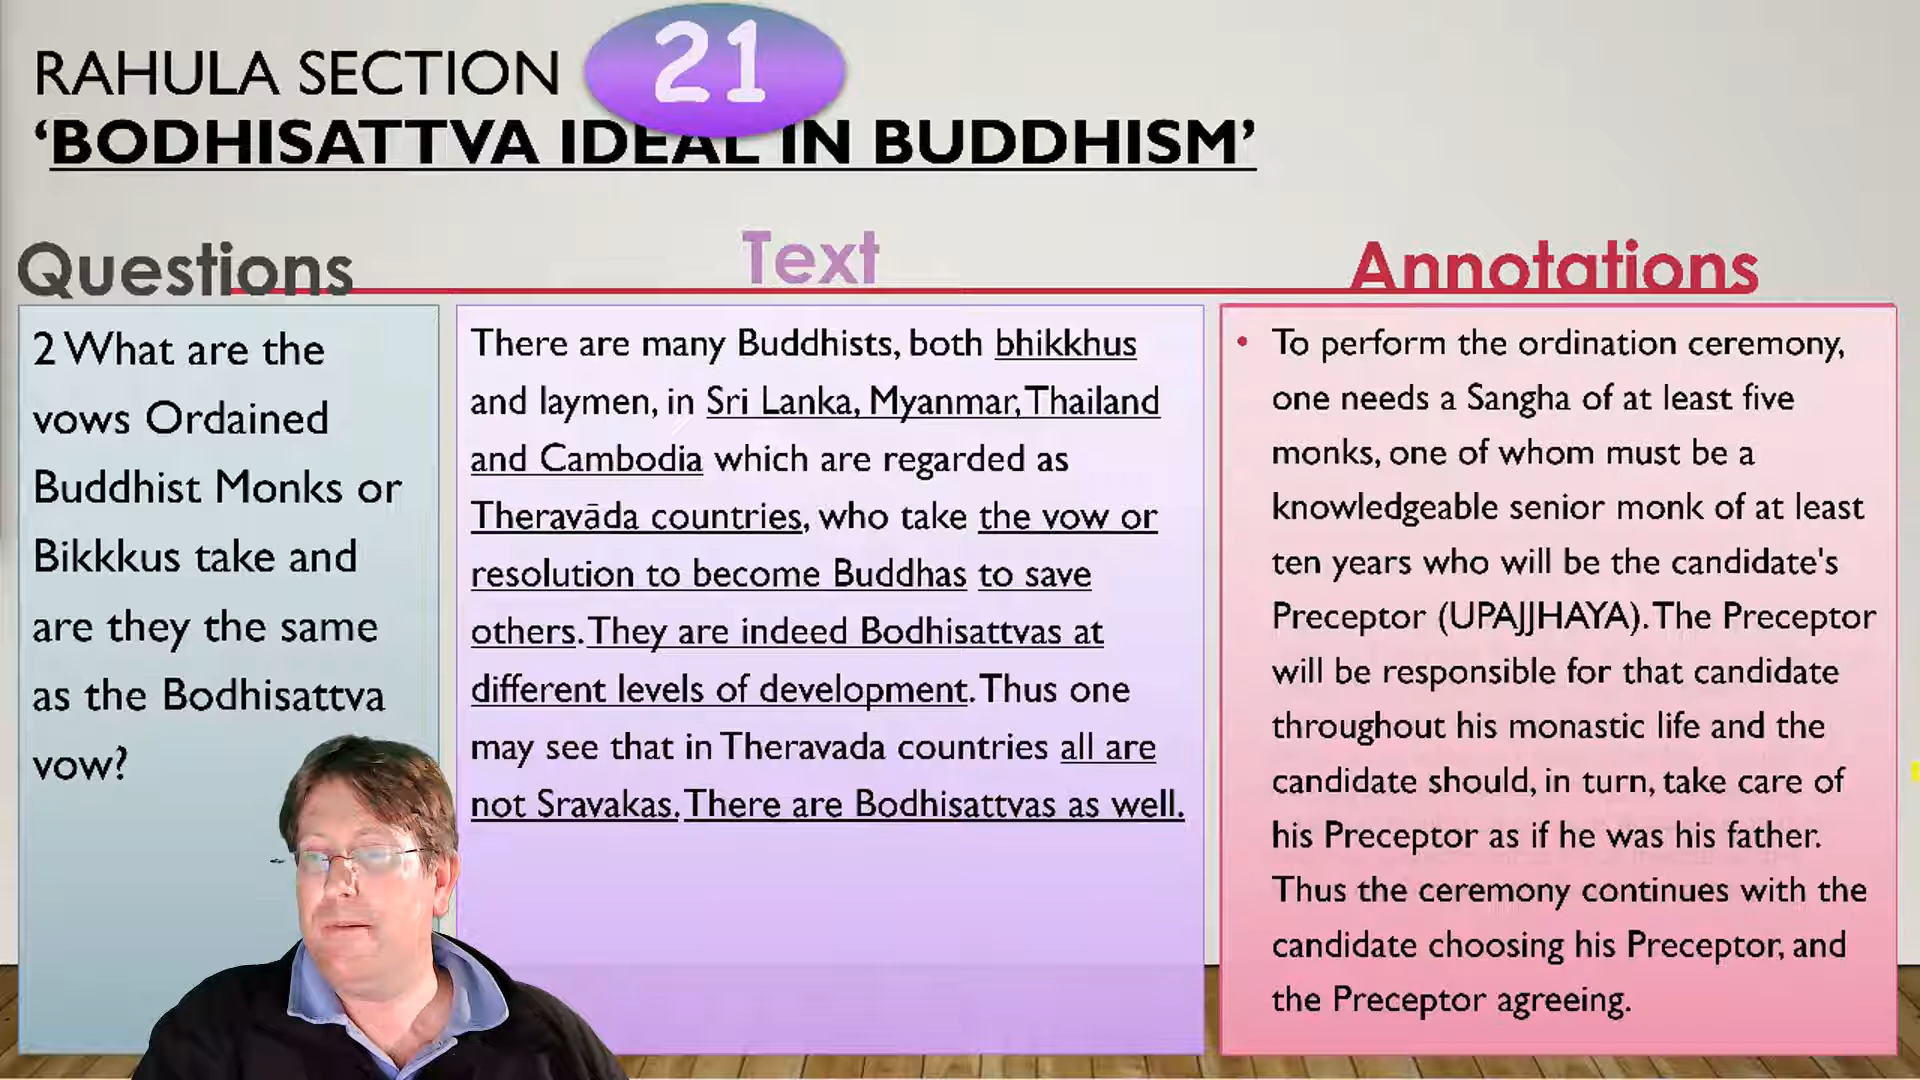 RAHULA SECTION 21
‘BODHISATTVA IDEAL IN BUDDHISM’
Questions
Text
Annotations
2 What are the
vows Ordained
Buddhist Monks or
Bikkkus take and
are they the same
as the Bodhisattva
vow?
There are many Buddhists, both bhikkhus
and laymen, in Sri Lanka, Myanmar, Thailand
and Cambodia which are regarded as
Theravāda countries, who take the vow or
resolution to become Buddhas to save
others. They are indeed Bodhisattvas at
different levels of development. Thus one
may see that in Theravada countries all are
not Sravakas. There are Bodhisattvas as well.
• To perform the ordination ceremony,
one needs a Sangha of at least five
monks, one of whom must be a
knowledgeable senior monk of at least
ten years who will be the candidate's
Preceptor (UPAJJHAYA). The Preceptor
will be responsible for that candidate
throughout his monastic life and the
candidate should, in turn, take care of
his Preceptor as if he was his father.
Thus the ceremony continues with the
candidate choosing his Preceptor, and
the Preceptor agreeing.